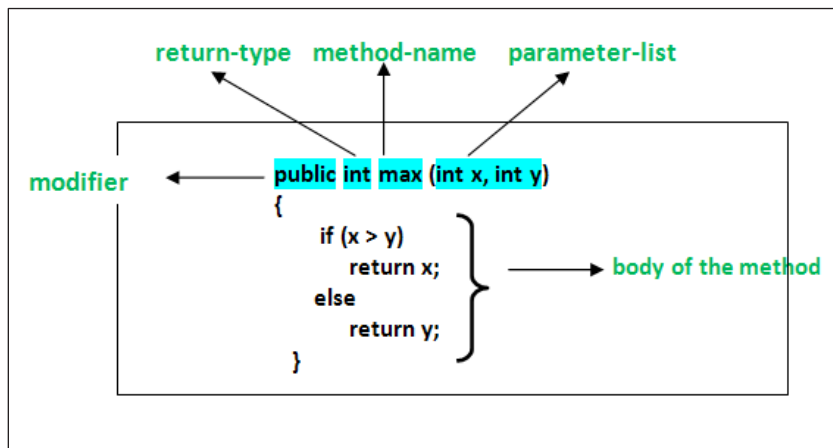 return-type method-name parameter-list
modifier
public int max (int x, int y)
{
if (x > y)
return x;
else
return y;
}
body of the method